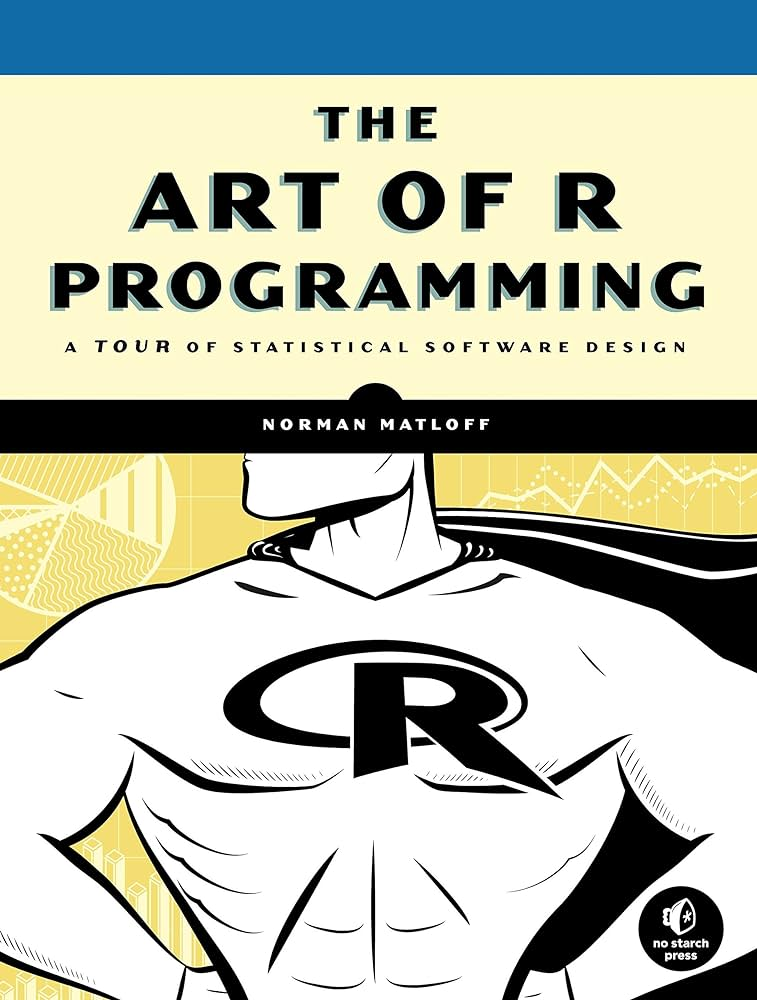 THE
ART OF R
PROGRAMMING
A TOUR OF STATISTICAL SOFTWARE DESIGN
NORMAN MATLOFF
R
no starch
press